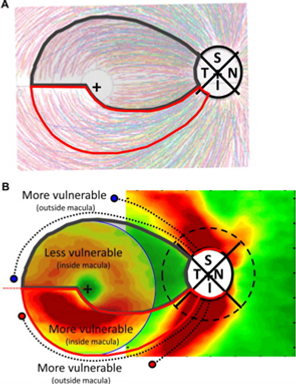 A
S
T N
I
+
B
More vulnerable
(outside macula)
S
T N
I
Less vulnerable
(inside macula)
+
More vulnerable
(inside macula)
More vulnerable
(outside macula)